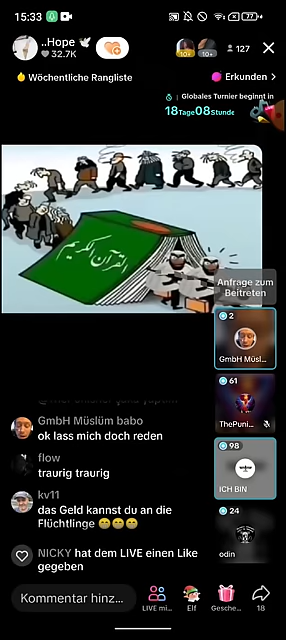 15:33
77
..Hope 🕊
32.7K
10+
10+
127
Wöchentliche Rangliste
Erkunden >
Globales Turnier beginnt in
18Tage08Stunde
القرآن الكريم
Anfrage zum
Beitreten
2
GmbH Müsl...
61
ThePuni...
98
ICH BIN
24
odin
GmbH Müslüm babo
ok lass mich doch reden
flow
traurig traurig
kv11
das Geld kannst du an die
Flüchtlinge 😁😁😁
NICKY hat dem LIVE einen Like
gegeben
Kommentar hinz...
LIVE mi...
Elf
Gesche...
18